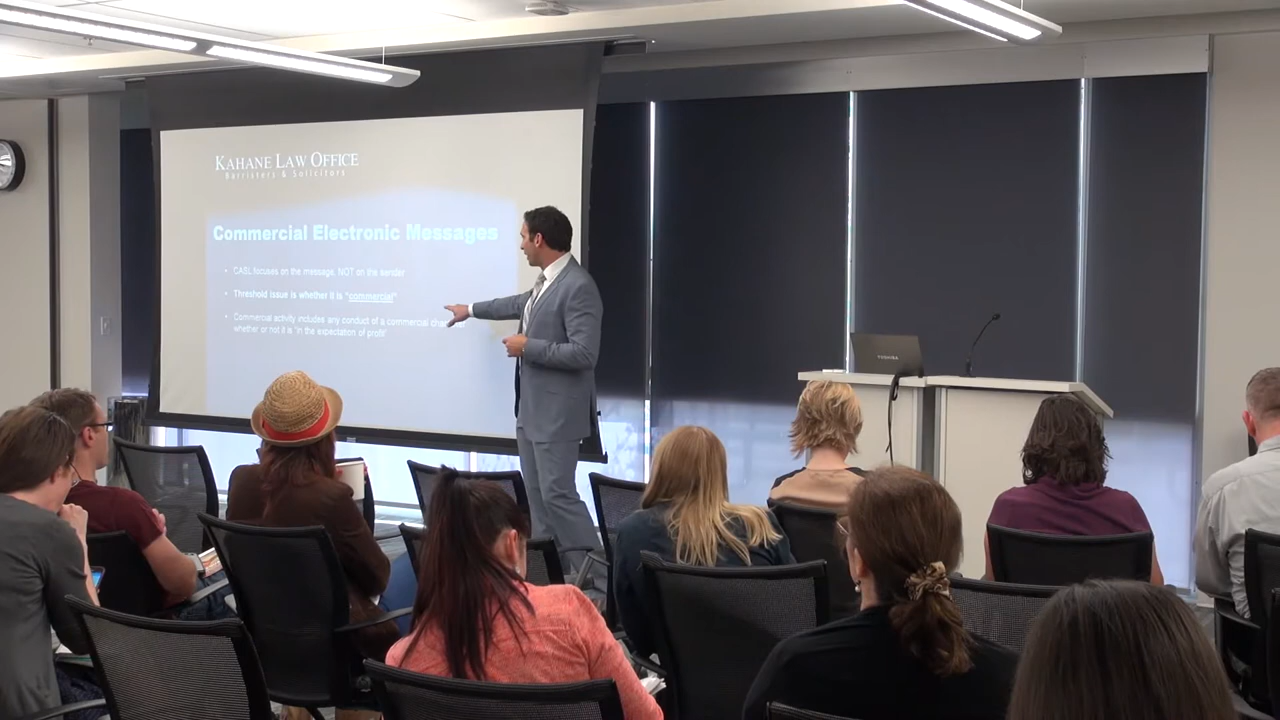 KAHANE LAW OFFICE
Barristers & Solicitors
Commercial Electronic Messages
• CASL focuses on the message, NOT on the sender
• Threshold issue is whether it is "commercial"
• Commercial activity includes any conduct of a commercial
whether or not it is "in the expectation of profit"
TOSHIBA